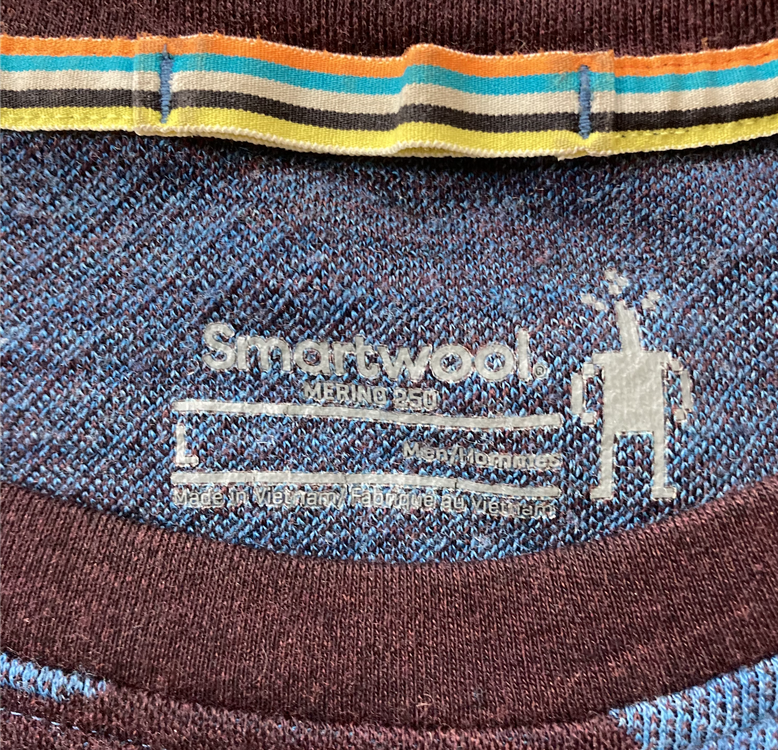 Smartwool®
MERINO 250
L
Men/Hommes
Made in Vietnam/ Fabriqué au Vietnam